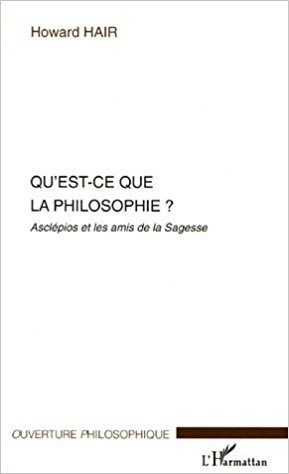 Howard HAIR
QU'EST-CE QUE
LA PHILOSOPHIE ?
Asclépios et les amis de la Sagesse
OUVERTURE PHILOSOPHIQUE
L'Harmattan